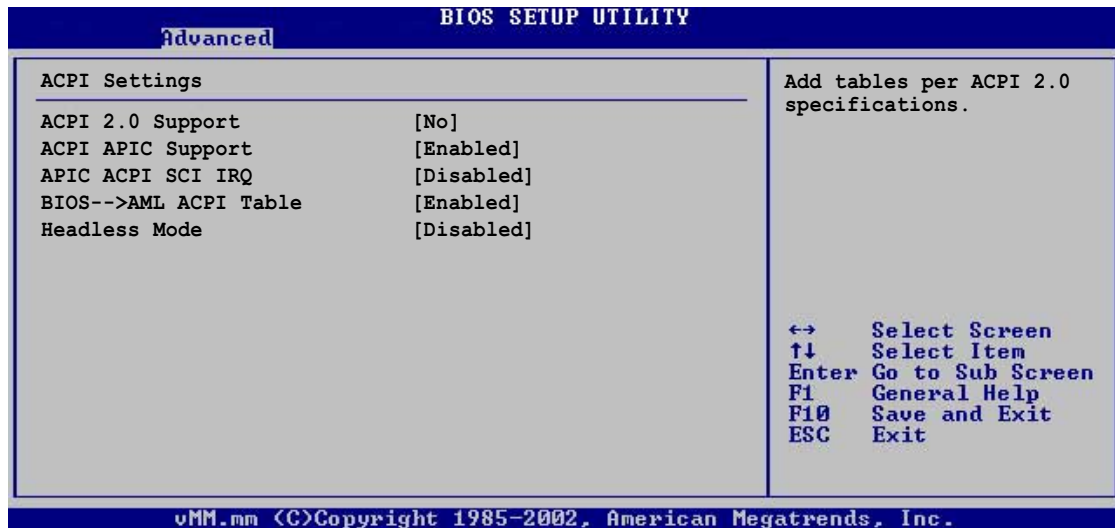 BIOS SETUP UTILITY
Advanced
ACPI Settings
ACPI 2.0 Support [No]
ACPI APIC Support [Enabled]
APIC ACPI SCI IRQ [Disabled]
BIOS-->AML ACPI Table [Enabled]
Headless Mode [Disabled]
Add tables per ACPI 2.0
specifications.
←→ Select Screen
↑↓ Select Item
Enter Go to Sub Screen
F1 General Help
F10 Save and Exit
ESC Exit
vMM.mm (C)Copyright 1985-2002, American Megatrends, Inc.